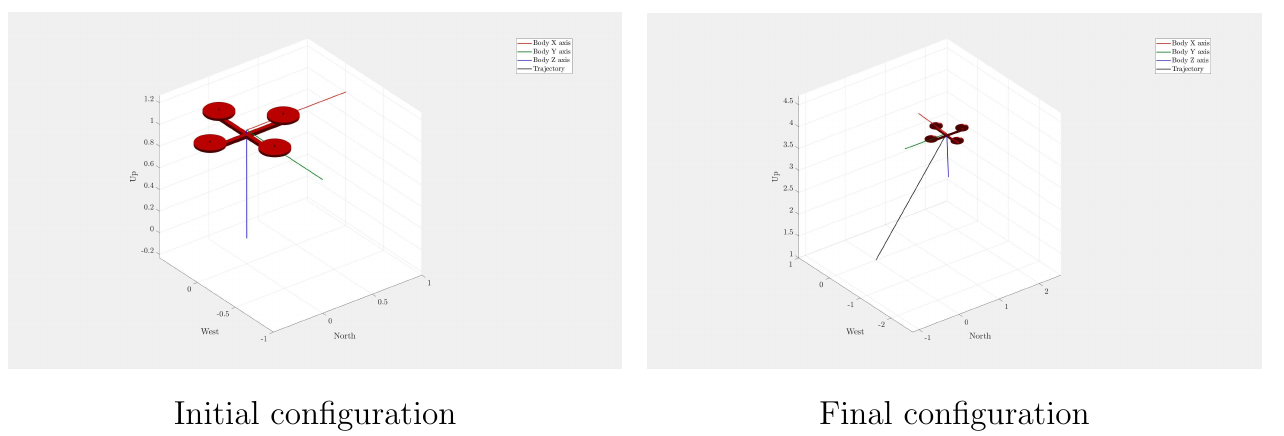 Body X axis
Body Y axis
Body Z axis
Trajectory
1.2
1
0.8
0.6
0.4
0.2
0
-0.2
Up
0
-0.5
-1
West
0
0.5
1
North
Body X axis
Body Y axis
Body Z axis
Trajectory
4.5
4
3.5
3
2.5
2
1.5
1
Up
1
0
-1
-2
West
-1
0
1
2
North
Initial configuration
Final configuration